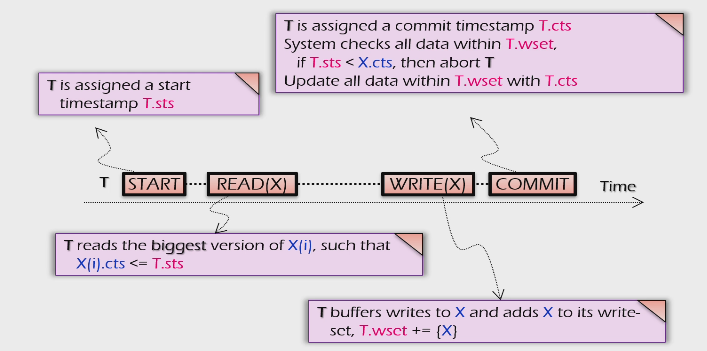 T is assigned a commit timestamp T.cts
System checks all data within T.wset,
if T.sts < X.cts, then abort T
Update all data within T.wset with T.cts
T is assigned a start
timestamp T.sts
T START READ(X) WRITE(X) COMMIT Time
T reads the biggest version of X(i), such that
X(i).cts <= T.sts
T buffers writes to X and adds X to its write-
set, T.wset += {X}